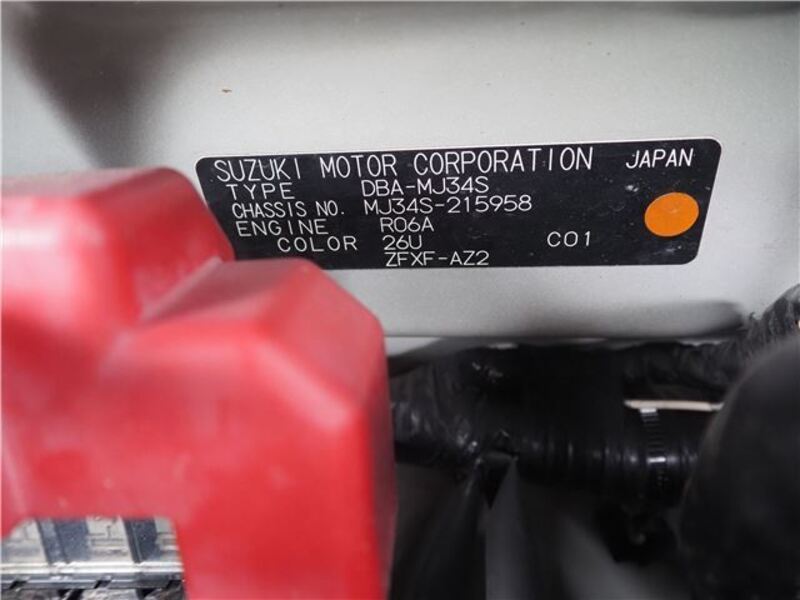 SUZUKI MOTOR CORPORATION JAPAN
TYPE DBA-MJ34S
CHASSIS NO. MJ34S-215958
ENGINE R06A
COLOR 26U C01
ZFXF-AZ2